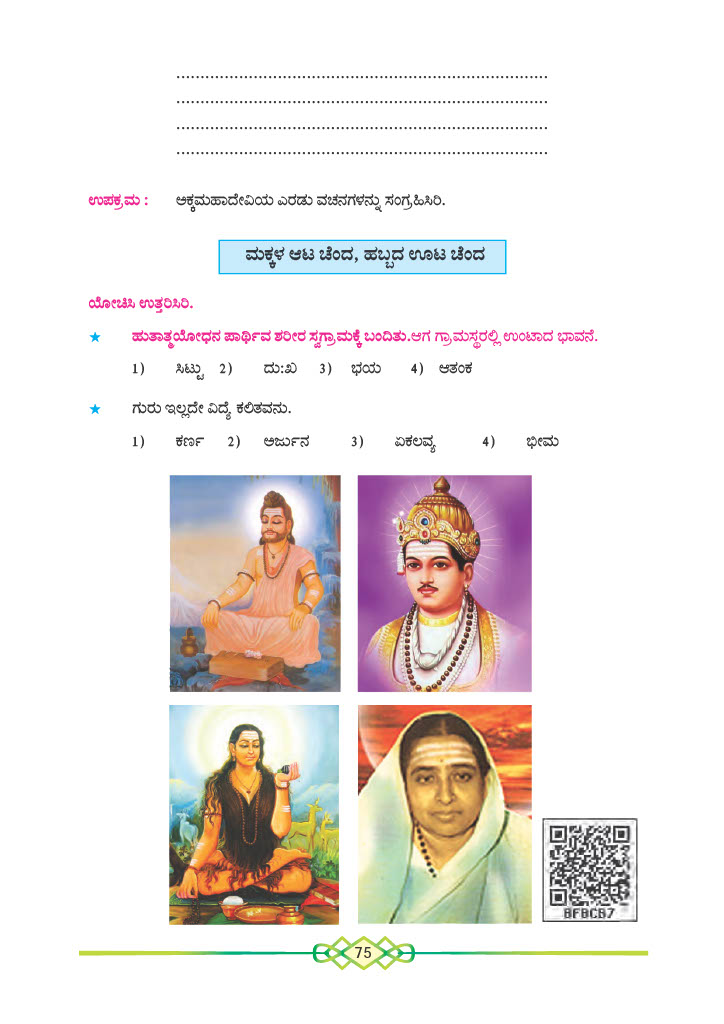 ......................................................................................
......................................................................................
......................................................................................
......................................................................................
ಉಪಕ್ರಮ : ಅಕ್ಕಮಹಾದೇವಿಯ ಎರಡು ವಚನಗಳನ್ನು ಸಂಗ್ರಹಿಸಿರಿ.
ಮಕ್ಕಳ ಆಟ ಚೆಂದ, ಹಬ್ಬದ ಊಟ ಚೆಂದ
ಯೋಚಿಸಿ ಉತ್ತರಿಸಿರಿ.
★ ಹುತಾತ್ಮಯೋಧನ ಪಾರ್ಥಿವ ಶರೀರ ಸ್ವಗ್ರಾಮಕ್ಕೆ ಬಂದಿತು.ಆಗ ಗ್ರಾಮಸ್ಥರಲ್ಲಿ ಉಂಟಾದ ಭಾವನೆ.
1) ಸಿಟ್ಟು 2) ದು:ಖ 3) ಭಯ 4) ಆತಂಕ
★ ಗುರು ಇಲ್ಲದೇ ವಿದ್ಯೆ ಕಲಿತವನು.
1) ಕರ್ಣ 2) ಅರ್ಜುನ 3) ಏಕಲವ್ಯ 4) ಭೀಮ
8F8CB7
75